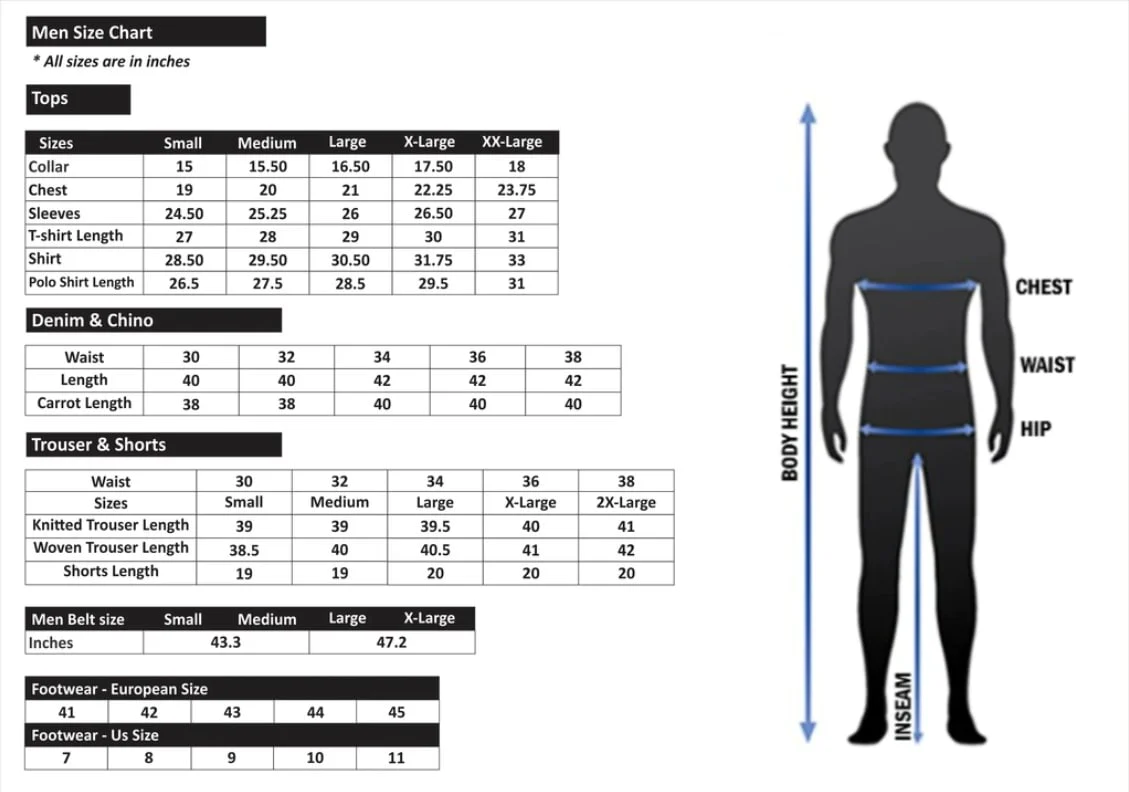 Men Size Chart
* All sizes are in inches
Tops
Sizes Small Medium Large X-Large XX-Large
Collar 15 15.50 16.50 17.50 18
Chest 19 20 21 22.25 23.75
Sleeves 24.50 25.25 26 26.50 27
T-shirt Length 27 28 29 30 31
Shirt 28.50 29.50 30.50 31.75 33
Polo Shirt Length 26.5 27.5 28.5 29.5 31
Denim & Chino
Waist 30 32 34 36 38
Length 40 40 42 42 42
Carrot Length 38 38 40 40 40
Trouser & Shorts
Waist 30 32 34 36 38
Sizes Small Medium Large X-Large 2X-Large
Knitted Trouser Length 39 39 39.5 40 41
Woven Trouser Length 38.5 40 40.5 41 42
Shorts Length 19 19 20 20 20
Men Belt size Small Medium Large X-Large
Inches 43.3 47.2
Footwear - European Size
41 42 43 44 45
Footwear - Us Size
7 8 9 10 11
BODY HEIGHT
CHEST
WAIST
HIP
INSEAM